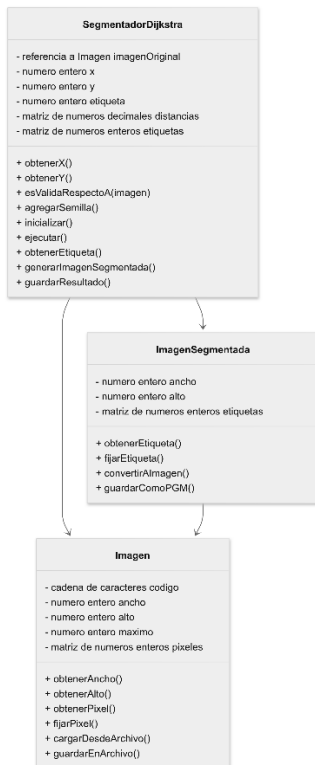 SegmentadorDijkstra
- referencia a Imagen imagenOriginal
- numero entero x
- numero entero y
- numero entero etiqueta
- matriz de numeros decimales distancias
- matriz de numeros enteros etiquetas
+ obtenerX()
+ obtenerY()
+ esValidaRespectoA(imagen)
+ agregarSemilla()
+ inicializar()
+ ejecutar()
+ obtenerEtiqueta()
+ generarImagenSegmentada()
+ guardarResultado()
ImagenSegmentada
- numero entero ancho
- numero entero alto
- matriz de numeros enteros etiquetas
+ obtenerEtiqueta()
+ fijarEtiqueta()
+ convertirAImagen()
+ guardarComoPGM()
Imagen
- cadena de caracteres codigo
- numero entero ancho
- numero entero alto
- numero entero maximo
- matriz de numeros enteros pixeles
+ obtenerAncho()
+ obtenerAlto()
+ obtenerPixel()
+ fijarPixel()
+ cargarDesdeArchivo()
+ guardarEnArchivo()